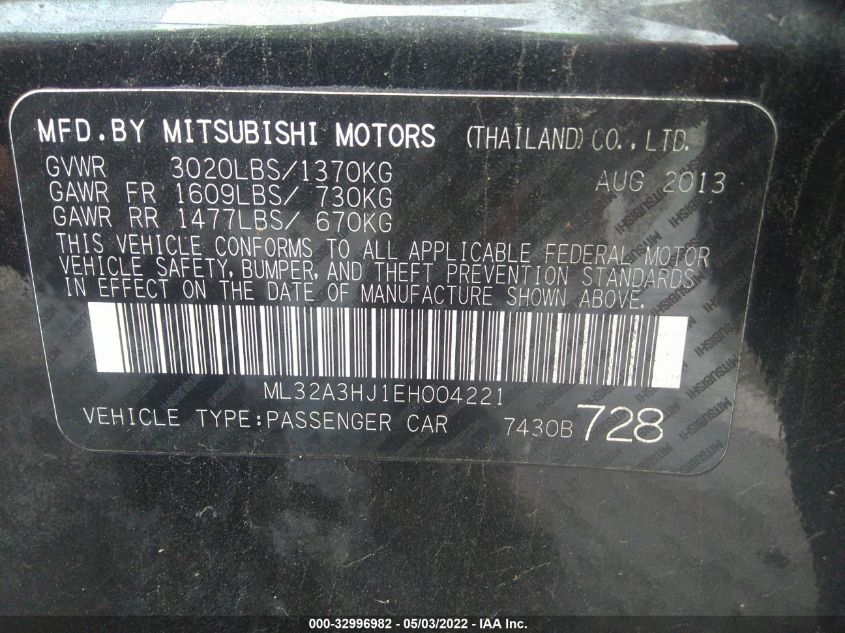 MFD.BY MITSUBISHI MOTORS (THAILAND) CO., LTD.
GVWR 3020LBS/1370KG AUG 2013
GAWR FR 1609LBS/ 730KG
GAWR RR 1477LBS/ 670KG
THIS VEHICLE CONFORMS TO ALL APPLICABLE FEDERAL MOTOR
VEHICLE SAFETY, BUMPER, AND THEFT PREVENTION STANDARDS
IN EFFECT ON THE DATE OF MANUFACTURE SHOWN ABOVE.
ML32A3HJ1EH004221
VEHICLE TYPE:PASSENGER CAR 7430B 728
000-32996982 - 05/03/2022 - IAA Inc.